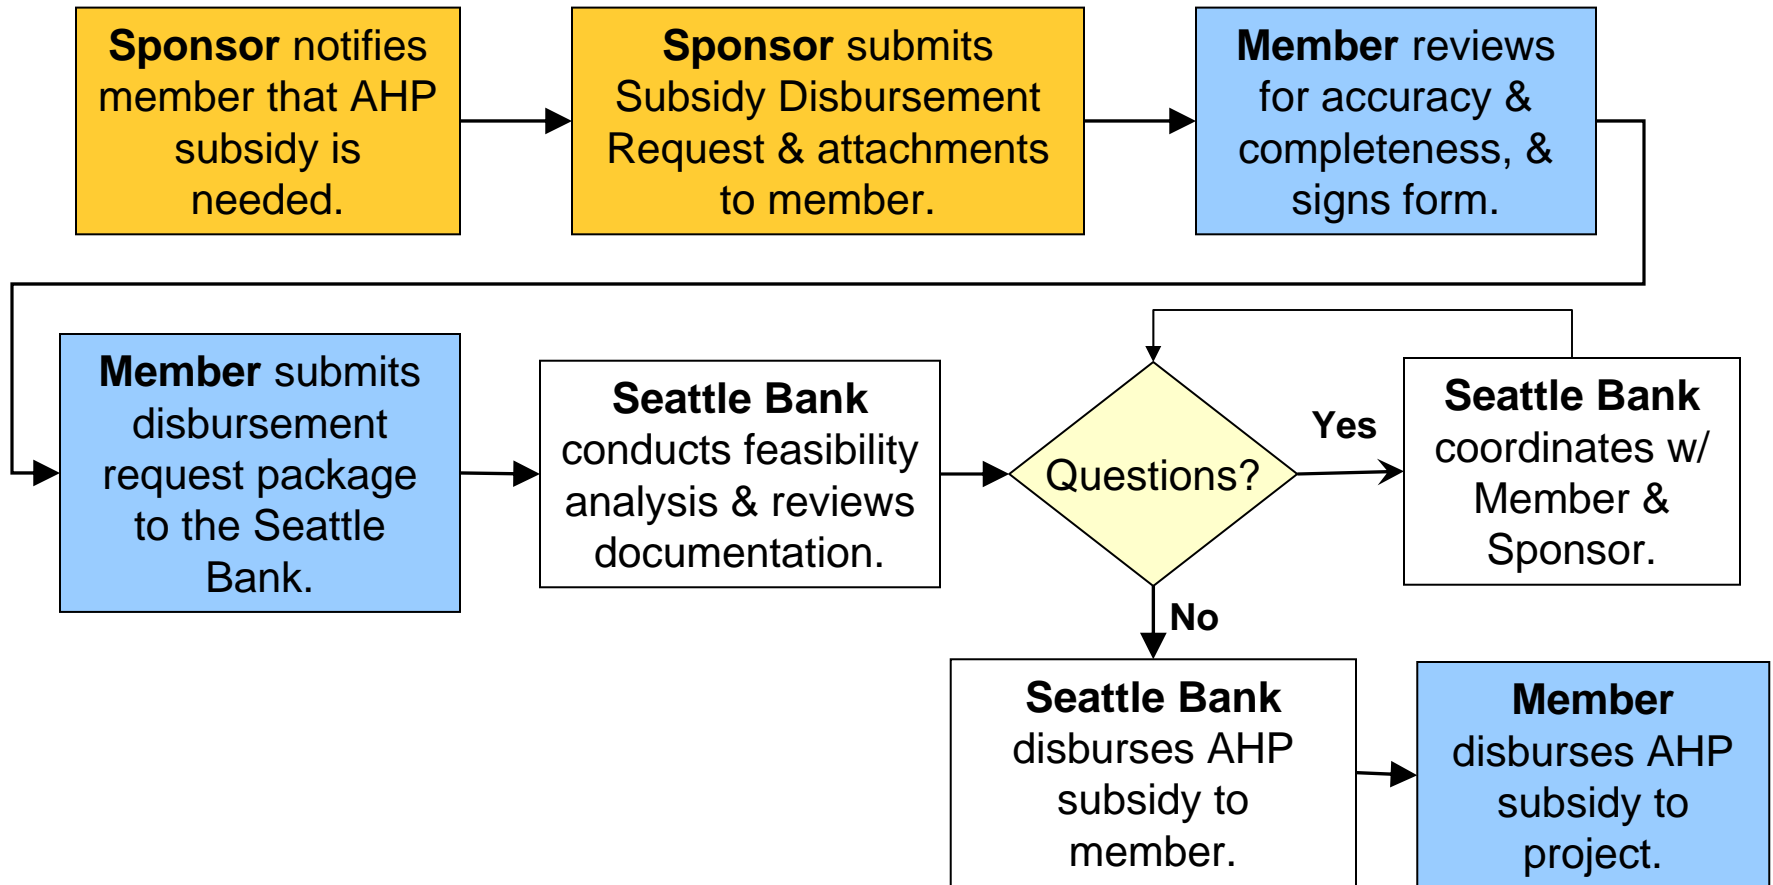 Sponsor notifies
member that AHP
subsidy is
needed.
Sponsor submits
Subsidy Disbursement
Request & attachments
to member.
Member reviews
for accuracy &
completeness, &
signs form.
Member submits
disbursement
request package
to the Seattle
Bank.
Seattle Bank
conducts feasibility
analysis & reviews
documentation.
Questions?
Yes
Seattle Bank
coordinates w/
Member &
Sponsor.
No
Seattle Bank
disburses AHP
subsidy to
member.
Member
disburses AHP
subsidy to
project.